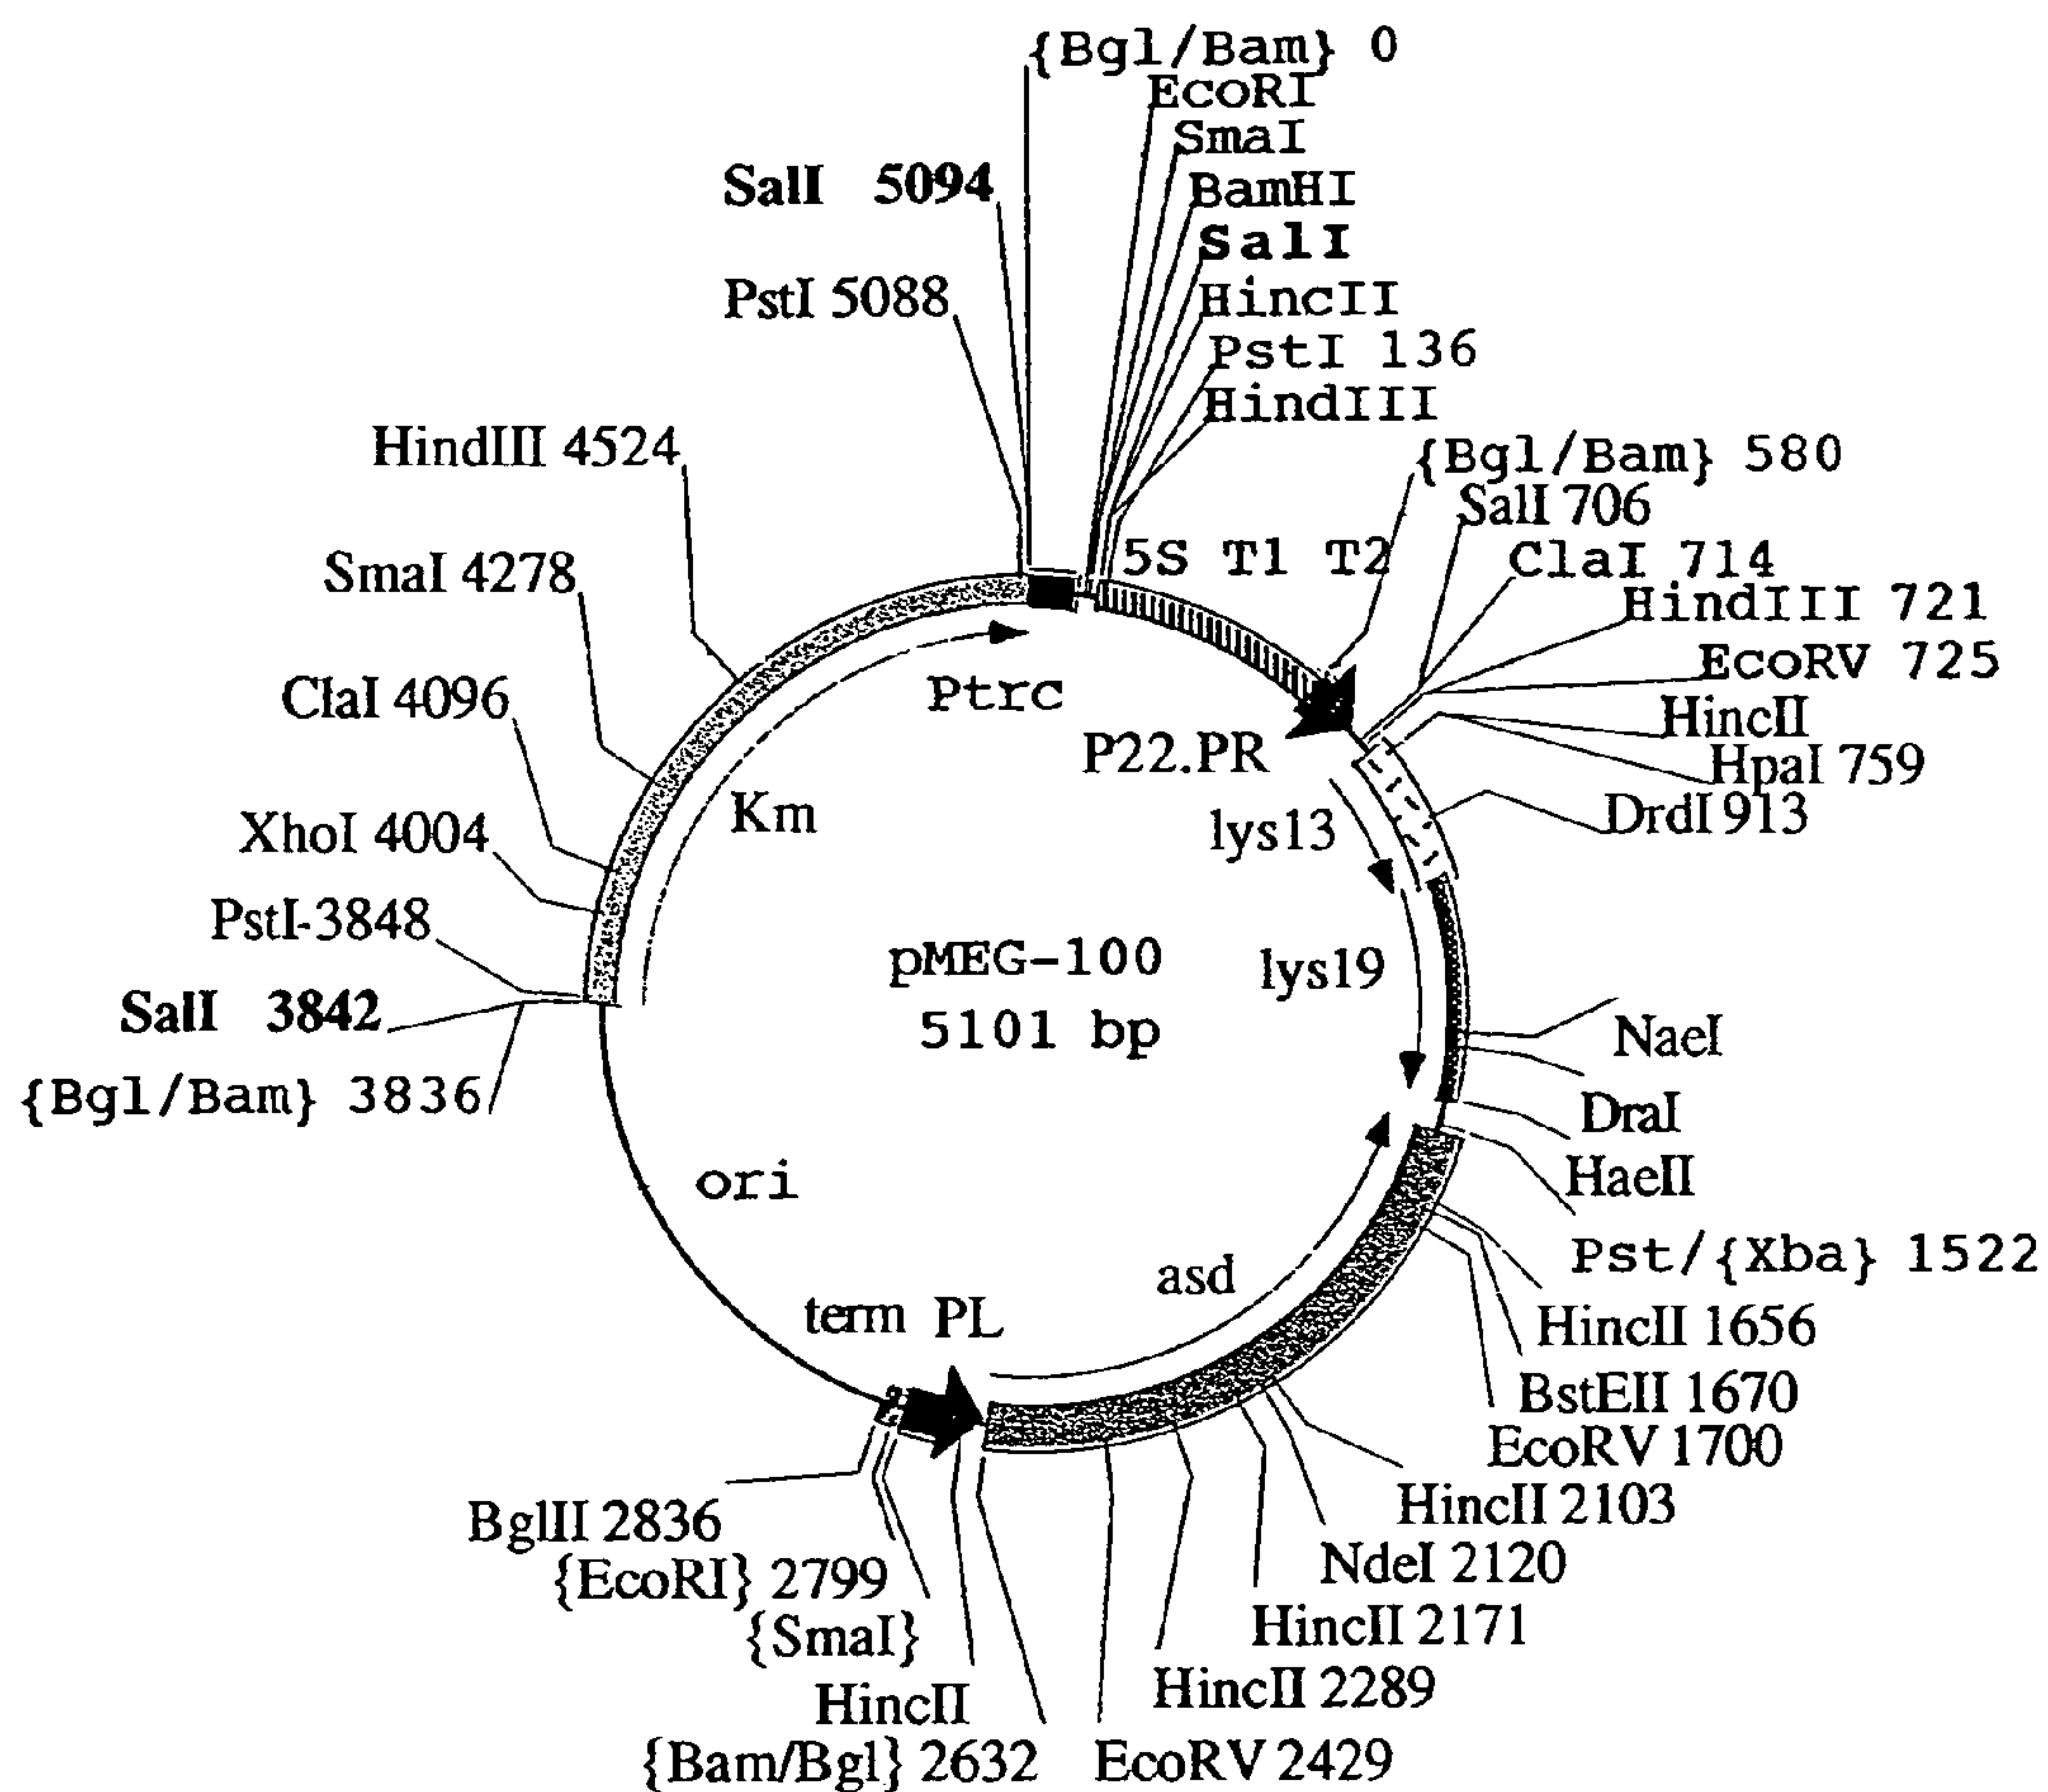 {Bgl/Bam} 0
EcoRI
SmaI
BamHI
SalI
HincII
PstI 136
HindIII
{Bgl/Bam} 580
SalI 706
ClaI 714
HindIII 721
EcoRV 725
HincII
HpaI 759
DrdI 913
NaeI
DraI
HaeII
Pst/{Xba} 1522
HincII 1656
BstEII 1670
EcoRV 1700
HincII 2103
NdeI 2120
HincII 2171
HincII 2289
EcoRV 2429
{Bam/Bgl} 2632
HincII
{SmaI}
{EcoRI} 2799
BglII 2836
{Bgl/Bam} 3836
SalI 3842
PstI-3848
XhoI 4004
ClaI 4096
SmaI 4278
HindIII 4524
PstI 5088
SalI 5094
5S T1 T2
Ptrc
P22.PR
lys13
lys19
Km
pMEG-100
5101 bp
ori
asd
term PL